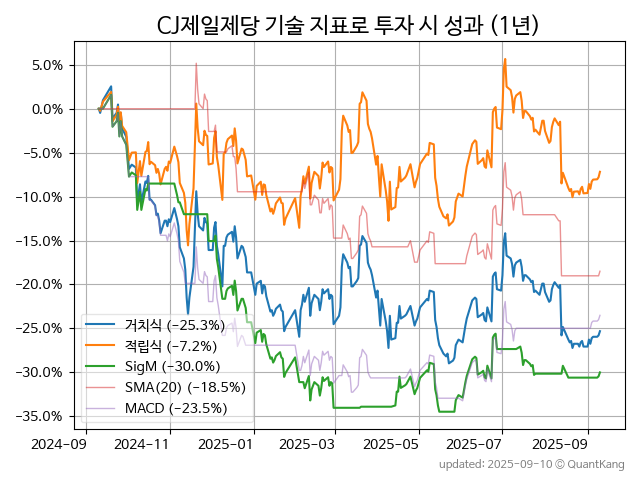 CJ제일제당 기술 지표로 투자 시 성과 (1년)
5.0%
0.0%
−5.0%
−10.0%
−15.0%
−20.0%
−25.0%
−30.0%
−35.0%
거치식 (−25.3%)
적립식 (−7.2%)
SigM (−30.0%)
SMA(20) (−18.5%)
MACD (−23.5%)
2024-09 2024-11 2025-01 2025-03 2025-05 2025-07 2025-09
updated: 2025-09-10 © QuantKang